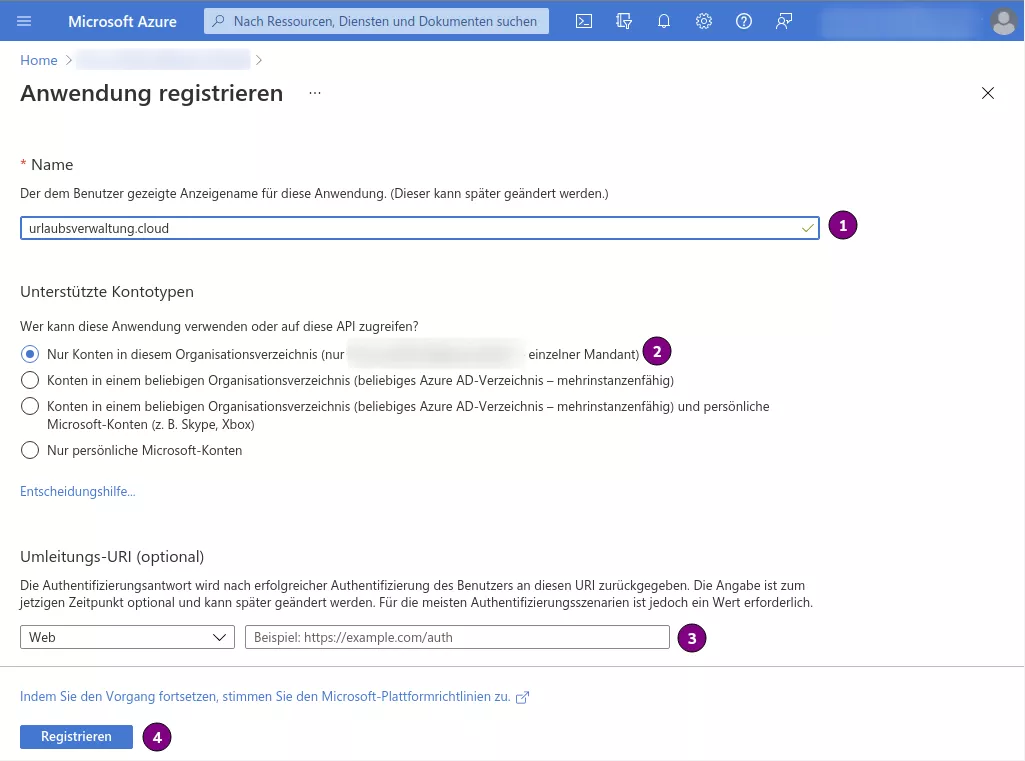 Microsoft Azure
Nach Ressourcen, Diensten und Dokumenten suchen
Home
Anwendung registrieren ...
* Name
Der dem Benutzer gezeigte Anzeigename für diese Anwendung. (Dieser kann später geändert werden.)
urlaubsverwaltung.cloud
1
Unterstützte Kontotypen
Wer kann diese Anwendung verwenden oder auf diese API zugreifen?
Nur Konten in diesem Organisationsverzeichnis (nur einzelner Mandant)
2
Konten in einem beliebigen Organisationsverzeichnis (beliebiges Azure AD-Verzeichnis – mehrinstanzenfähig)
Konten in einem beliebigen Organisationsverzeichnis (beliebiges Azure AD-Verzeichnis – mehrinstanzenfähig) und persönliche
Microsoft-Konten (z. B. Skype, Xbox)
Nur persönliche Microsoft-Konten
Entscheidungshilfe...
Umleitungs-URI (optional)
Die Authentifizierungsantwort wird nach erfolgreicher Authentifizierung des Benutzers an diesen URI zurückgegeben. Die Angabe ist zum
jetzigen Zeitpunkt optional und kann später geändert werden. Für die meisten Authentifizierungsszenarien ist jedoch ein Wert erforderlich.
Web
Beispiel: https://example.com/auth
3
Indem Sie den Vorgang fortsetzen, stimmen Sie den Microsoft-Plattformrichtlinien zu.
Registrieren
4